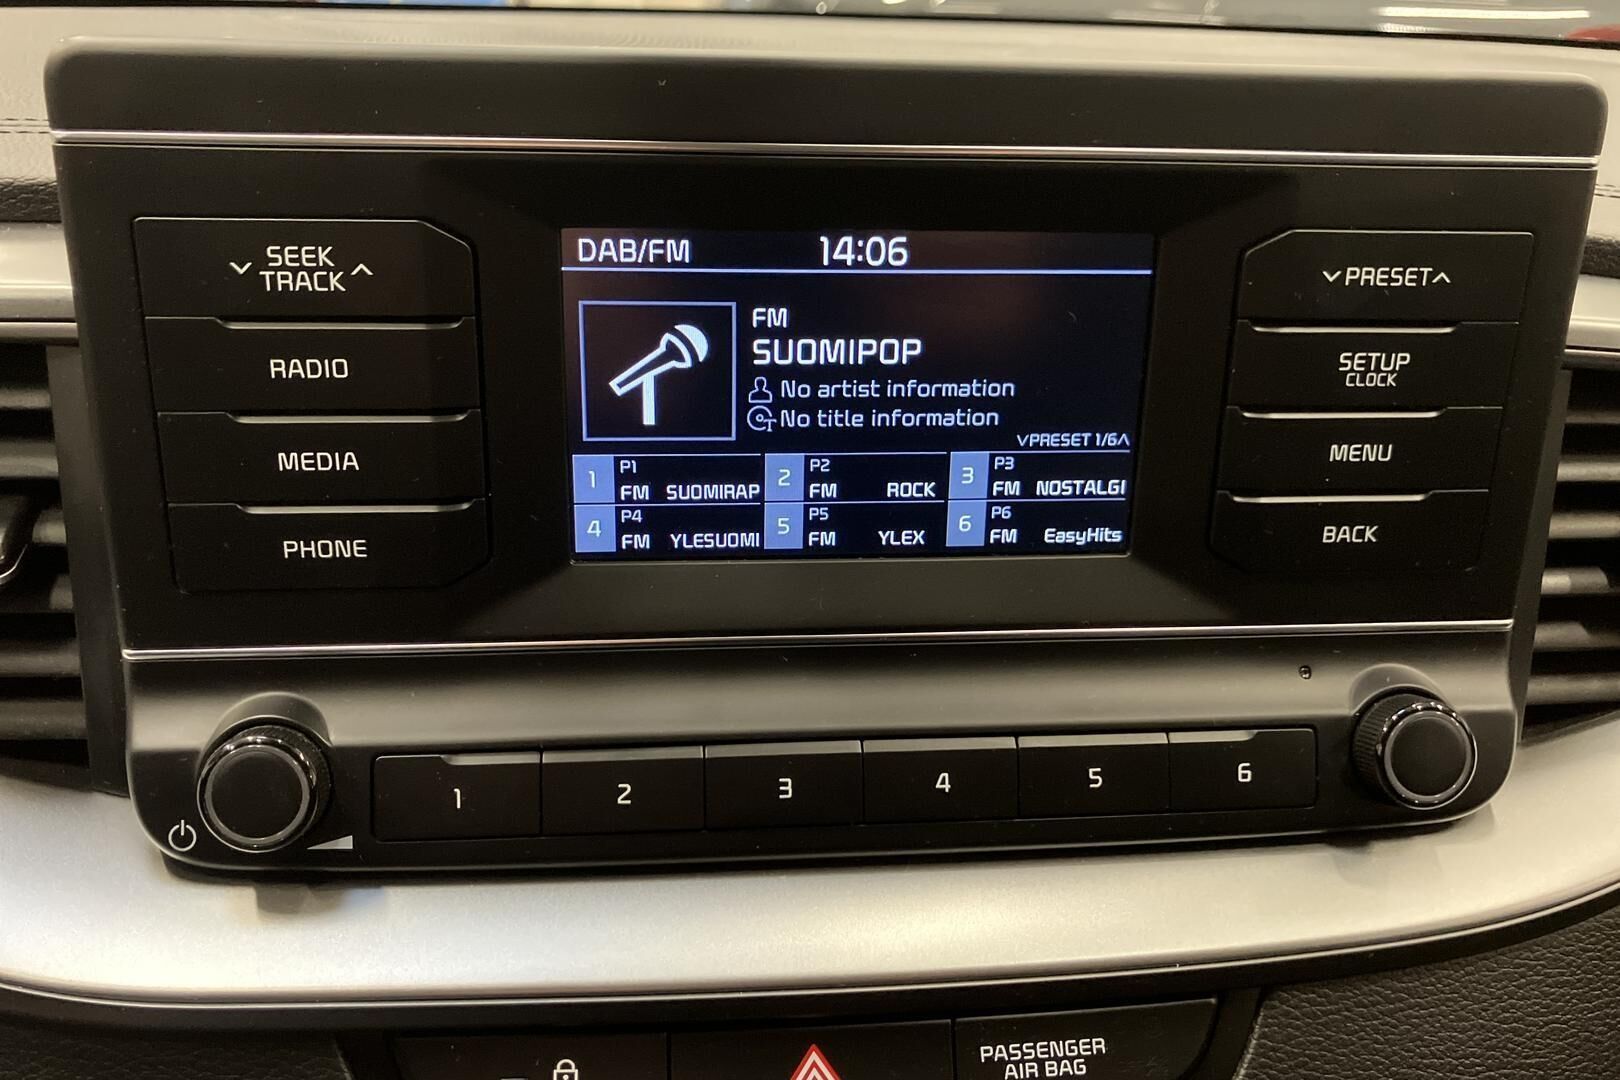 SEEK
TRACK
RADIO
MEDIA
PHONE
DAB/FM 14:06
FM
SUOMIPOP
No artist information
No title information
PRESET 1/6
1 P1 FM SUOMIRAP
2 P2 FM ROCK
3 P3 FM NOSTALGI
4 P4 FM YLESUOMI
5 P5 FM YLEX
6 P6 FM EasyHits
PRESET
SETUP
CLOCK
MENU
BACK
1 2 3 4 5 6
PASSENGER
AIR BAG